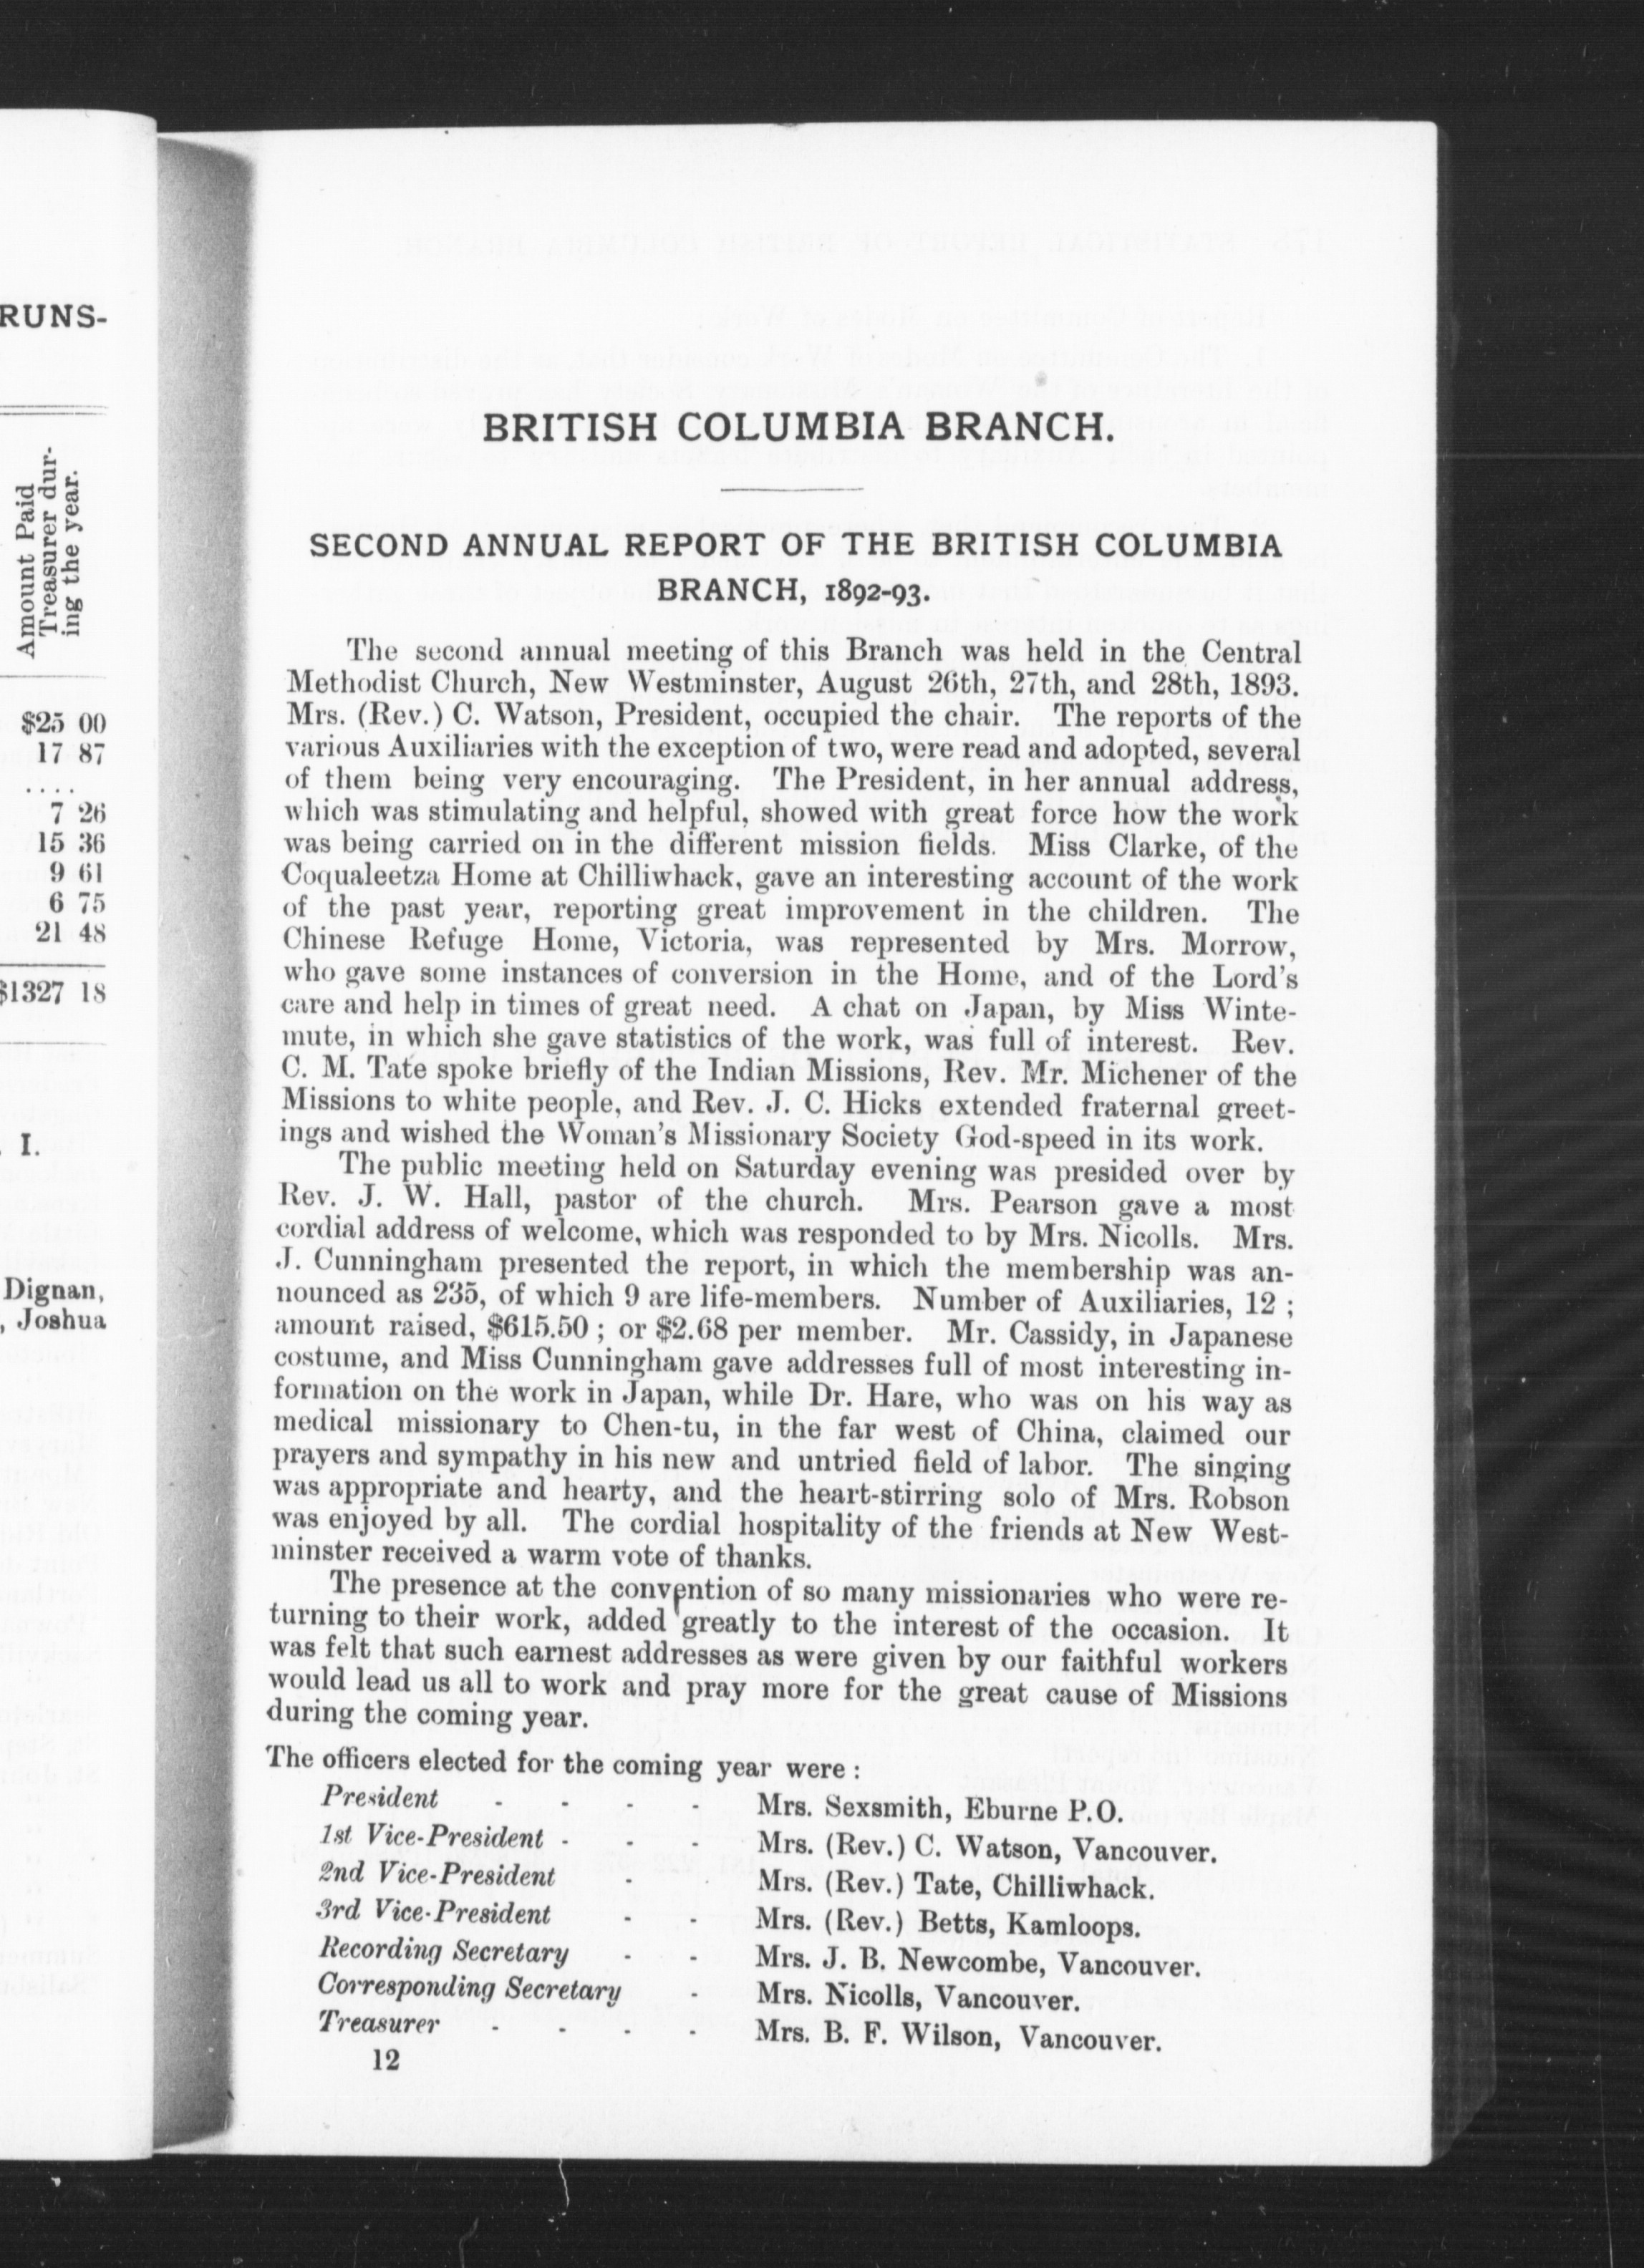 RUNS-
Amount Paid
Treasurer dur-
ing the year.
$25 00
17 87
....
7 26
15 36
9 61
6 75
21 48
$1327 18
I.
Dignan,
, Joshua
BRITISH COLUMBIA BRANCH.
SECOND ANNUAL REPORT OF THE BRITISH COLUMBIA
BRANCH, 1892-93.
The second annual meeting of this Branch was held in the Central
Methodist Church, New Westminster, August 26th, 27th, and 28th, 1893.
Mrs. (Rev.) C. Watson, President, occupied the chair. The reports of the
various Auxiliaries with the exception of two, were read and adopted, several
of them being very encouraging. The President, in her annual address,
which was stimulating and helpful, showed with great force how the work
was being carried on in the different mission fields. Miss Clarke, of the
Coqualeetza Home at Chilliwhack, gave an interesting account of the work
of the past year, reporting great improvement in the children. The
Chinese Refuge Home, Victoria, was represented by Mrs. Morrow,
who gave some instances of conversion in the Home, and of the Lord's
care and help in times of great need. A chat on Japan, by Miss Winte-
mute, in which she gave statistics of the work, was full of interest. Rev.
C. M. Tate spoke briefly of the Indian Missions, Rev. Mr. Michener of the
Missions to white people, and Rev. J. C. Hicks extended fraternal greet-
ings and wished the Woman's Missionary Society God-speed in its work.
The public meeting held on Saturday evening was presided over by
Rev. J. W. Hall, pastor of the church. Mrs. Pearson gave a most
cordial address of welcome, which was responded to by Mrs. Nicolls. Mrs.
J. Cunningham presented the report, in which the membership was an-
nounced as 235, of which 9 are life-members. Number of Auxiliaries, 12 ;
amount raised, $615.50 ; or $2.68 per member. Mr. Cassidy, in Japanese
costume, and Miss Cunningham gave addresses full of most interesting in-
formation on the work in Japan, while Dr. Hare, who was on his way as
medical missionary to Chen-tu, in the far west of China, claimed our
prayers and sympathy in his new and untried field of labor. The singing
was appropriate and hearty, and the heart-stirring solo of Mrs. Robson
was enjoyed by all. The cordial hospitality of the friends at New West-
minster received a warm vote of thanks.
The presence at the convention of so many missionaries who were re-
turning to their work, added greatly to the interest of the occasion. It
was felt that such earnest addresses as were given by our faithful workers
would lead us all to work and pray more for the great cause of Missions
during the coming year.
The officers elected for the coming year were :
President - - - - Mrs. Sexsmith, Eburne P.O.
1st Vice-President - - - Mrs. (Rev.) C. Watson, Vancouver.
2nd Vice-President - Mrs. (Rev.) Tate, Chilliwhack.
3rd Vice-President - - Mrs. (Rev.) Betts, Kamloops.
Recording Secretary - - Mrs. J. B. Newcombe, Vancouver.
Corresponding Secretary - Mrs. Nicolls, Vancouver.
Treasurer - - - - Mrs. B. F. Wilson, Vancouver.
12